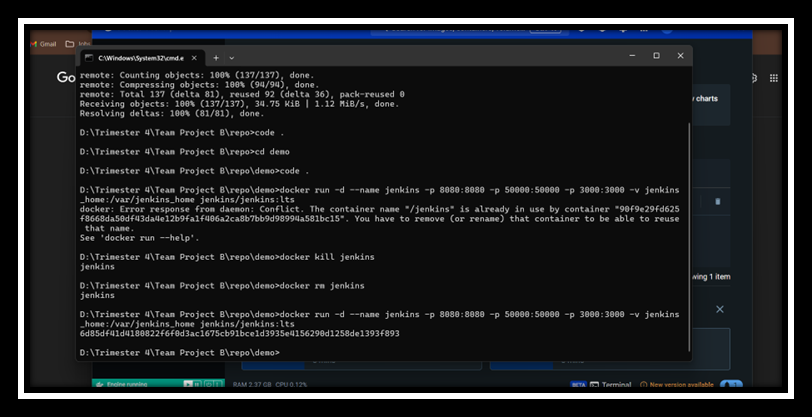 Gmail
Go
C:\Windows\System32\cmd.e
remote: Counting objects: 100% (137/137), done.
remote: Compressing objects: 100% (94/94), done.
remote: Total 137 (delta 81), reused 92 (delta 36), pack-reused 0
Receiving objects: 100% (137/137), 34.75 KiB | 1.12 MiB/s, done.
Resolving deltas: 100% (81/81), done.
D:\Trimester 4\Team Project B\repo>code .
D:\Trimester 4\Team Project B\repo>cd demo
D:\Trimester 4\Team Project B\repo\demo>code .
D:\Trimester 4\Team Project B\repo\demo>docker run -d --name jenkins -p 8080:8080 -p 50000:50000 -p 3000:3000 -v jenkins
_home:/var/jenkins_home jenkins/jenkins:lts
docker: Error response from daemon: Conflict. The container name "/jenkins" is already in use by container "90f9e29fd625
f8668da50df43da4e12b9fa1f406a2ca8b7bb9d98994a581bc15". You have to remove (or rename) that container to be able to reuse
that name.
See 'docker run --help'.
D:\Trimester 4\Team Project B\repo\demo>docker kill jenkins
jenkins
D:\Trimester 4\Team Project B\repo\demo>docker rm jenkins
jenkins
D:\Trimester 4\Team Project B\repo\demo>docker run -d --name jenkins -p 8080:8080 -p 50000:50000 -p 3000:3000 -v jenkins
_home:/var/jenkins_home jenkins/jenkins:lts
6d85df41d4180822f6f0d3ac1675cb91bce1d3935e4156290d1258de1393f893
D:\Trimester 4\Team Project B\repo\demo>
charts
wing 1 item
Engine running
RAM 2.37 GB CPU 0.12%
BETA
Terminal
New version available